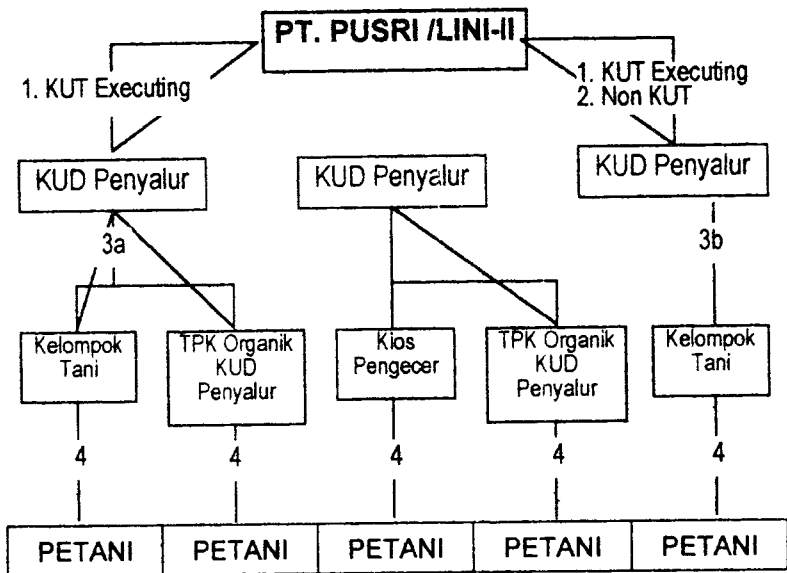 PT. PUSRI /LINI-II
1. KUT Executing
1. KUT Executing
2. Non KUT
KUD Penyalur
KUD Penyalur
KUD Penyalur
3a
3b
Kelompok
Tani
TPK Organik
KUD
Penyalur
Kios
Pengecer
TPK Organik
KUD
Penyalur
Kelompok
Tani
4
4
4
4
4
PETANI
PETANI
PETANI
PETANI
PETANI